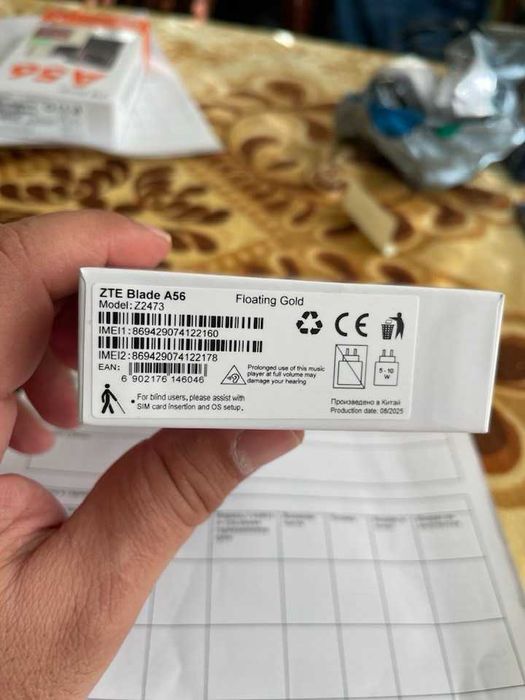 A56
ZTE Blade A56
Floating Gold
Model: Z2473
IMEI1:869429074122160
IMEI2:869429074122178
EAN:
6 902176 146046
Prolonged use of this music
player at full volume may
damage your hearing
5 - 10
W
For blind users, please assist with
SIM card insertion and OS setup.
Произведено в Китай
Production date: 08/2025